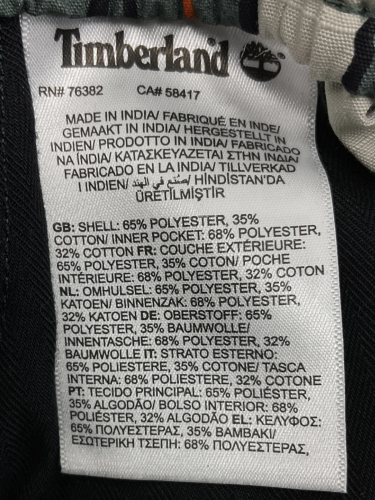 Timberland
RN# 76382 CA# 58417
MADE IN INDIA/ FABRIQUÉ EN INDE/
GEMAAKT IN INDIA/ HERGESTELLT IN
INDIEN/ PRODOTTO IN INDIA/ FABRICADO
NA ÍNDIA/ ΚΑΤΑΣΚΕΥΑΖΕΤΑΙ ΣΤΗΝ ΙΝΔΙΑ/
FABRICADO EN LA INDIA/ TILLVERKAD
I INDIEN/ صُنّع في الهند/ HİNDİSTAN'DA
ÜRETİLMİŞTİR
GB: SHELL: 65% POLYESTER, 35%
COTTON/ INNER POCKET: 68% POLYESTER,
32% COTTON FR: COUCHE EXTÉRIEURE:
65% POLYESTER, 35% COTON/ POCHE
INTÉRIEURE: 68% POLYESTER, 32% COTON
NL: OMHULSEL: 65% POLYESTER, 35%
KATOEN/ BINNENZAK: 68% POLYESTER,
32% KATOEN DE: OBERSTOFF: 65%
POLYESTER, 35% BAUMWOLLE/
INNENTASCHE: 68% POLYESTER, 32%
BAUMWOLLE IT: STRATO ESTERNO:
65% POLIESTERE, 35% COTONE/ TASCA
INTERNA: 68% POLIESTERE, 32% COTONE
PT: TECIDO PRINCIPAL: 65% POLIÉSTER,
35% ALGODÃO/ BOLSO INTERIOR: 68%
POLIÉSTER, 32% ALGODÃO EL: ΚΕΛΥΦΟΣ:
65% ΠΟΛΥΕΣΤΕΡΑΣ, 35% ΒΑΜΒΑΚΙ/
ΕΣΩΤΕΡΙΚΗ ΤΣΕΠΗ: 68% ΠΟΛΥΕΣΤΕΡΑΣ,